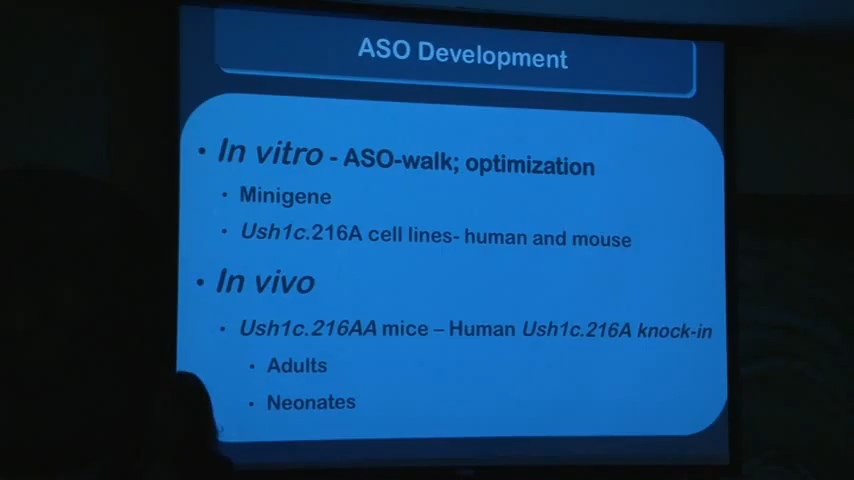 ASO Development
• In vitro - ASO-walk; optimization
• Minigene
• Ush1c.216A cell lines- human and mouse
• In vivo
• Ush1c.216AA mice – Human Ush1c.216A knock-in
• Adults
• Neonates